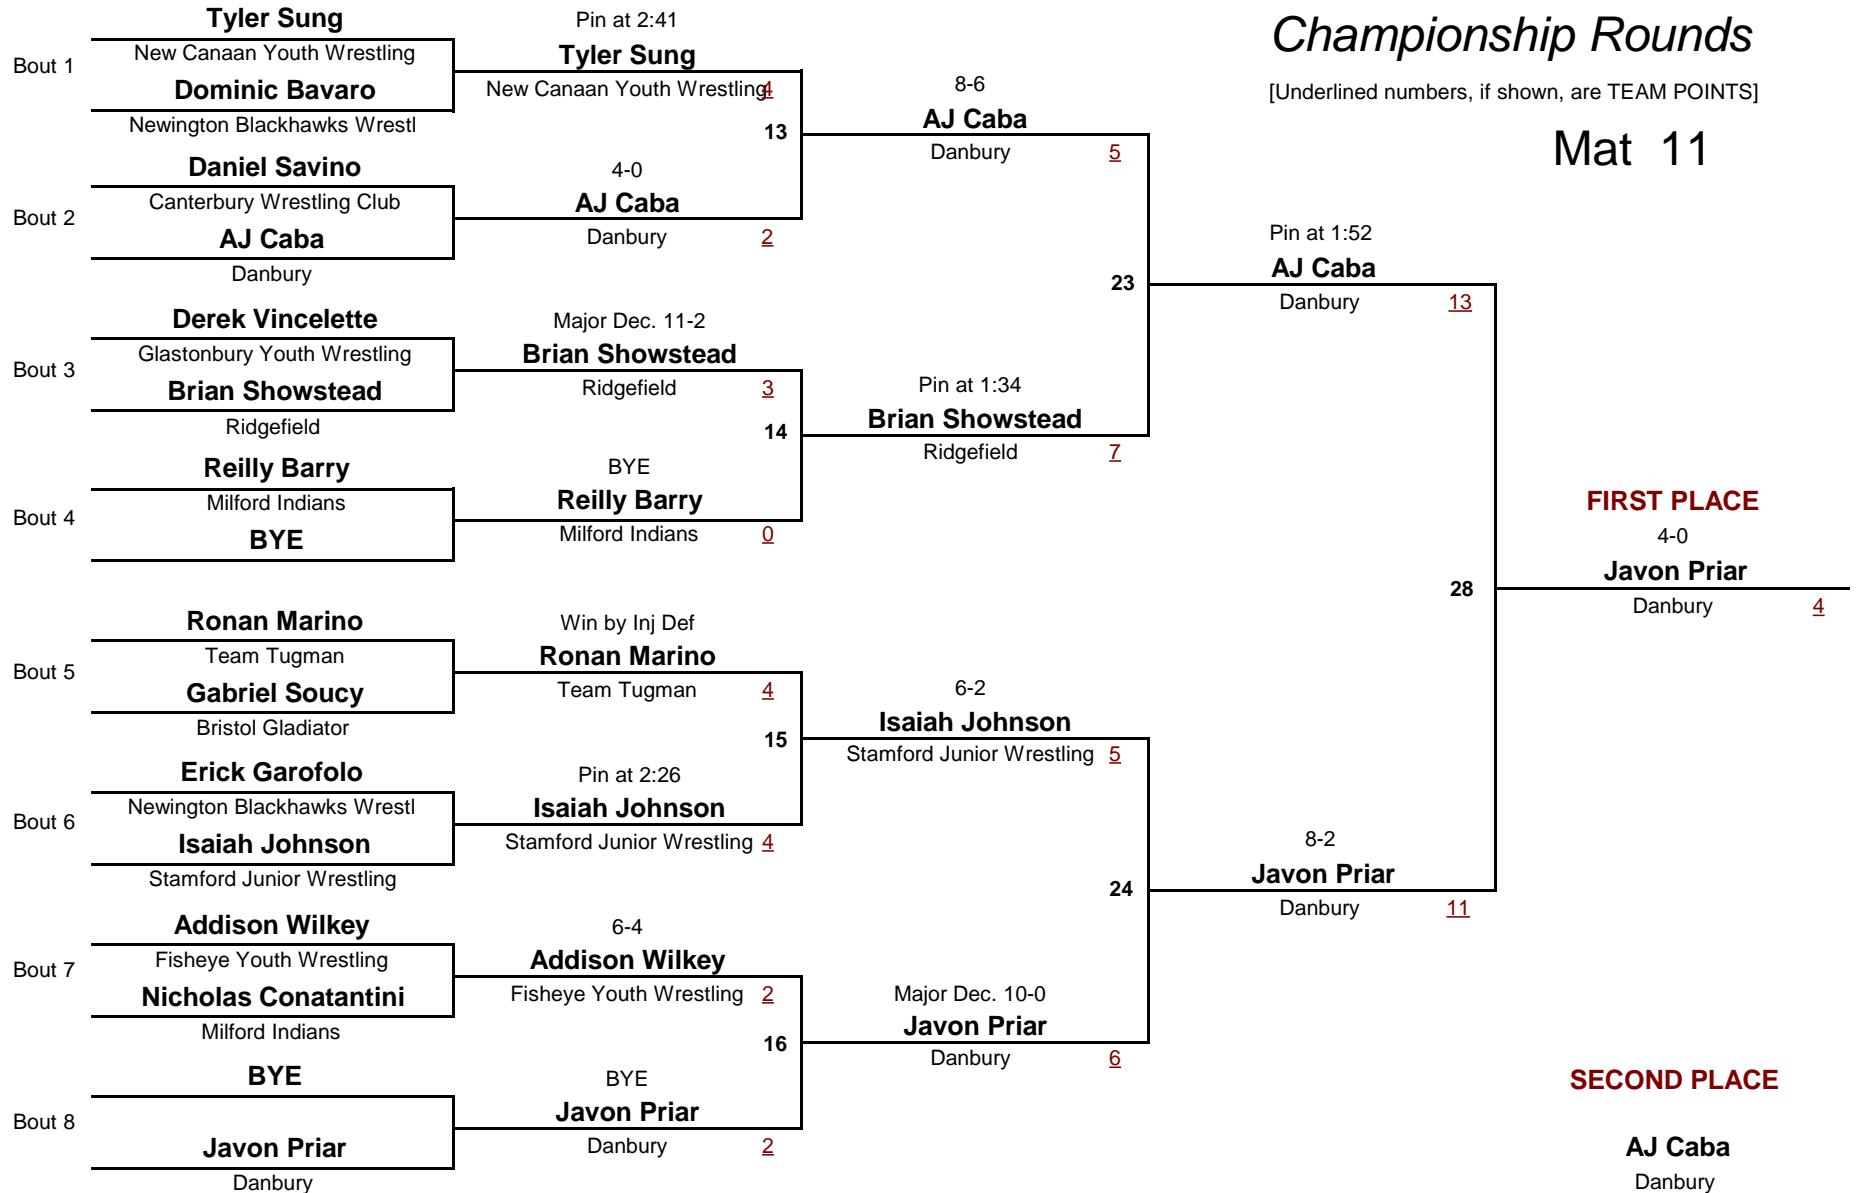 Championship Rounds
[Underlined numbers, if shown, are TEAM POINTS]
Mat 11
Bout 1
Tyler Sung
New Canaan Youth Wrestling
Dominic Bavaro
Newington Blackhawks Wrestl
Bout 2
Daniel Savino
Canterbury Wrestling Club
AJ Caba
Danbury
Bout 3
Derek Vincelette
Glastonbury Youth Wrestling
Brian Showstead
Ridgefield
Bout 4
Reilly Barry
Milford Indians
BYE
Bout 5
Ronan Marino
Team Tugman
Gabriel Soucy
Bristol Gladiator
Bout 6
Erick Garofolo
Newington Blackhawks Wrestl
Isaiah Johnson
Stamford Junior Wrestling
Bout 7
Addison Wilkey
Fisheye Youth Wrestling
Nicholas Conatantini
Milford Indians
Bout 8
BYE
Javon Priar
Danbury
Pin at 2:41
Tyler Sung
New Canaan Youth Wrestling 4
13
4-0
AJ Caba
Danbury 2
Major Dec. 11-2
Brian Showstead
Ridgefield 3
14
BYE
Reilly Barry
Milford Indians 0
Win by Inj Def
Ronan Marino
Team Tugman 4
15
Pin at 2:26
Isaiah Johnson
Stamford Junior Wrestling 4
6-4
Addison Wilkey
Fisheye Youth Wrestling 2
16
BYE
Javon Priar
Danbury 2
8-6
AJ Caba
Danbury 5
23
Pin at 1:34
Brian Showstead
Ridgefield 7
6-2
Isaiah Johnson
Stamford Junior Wrestling 5
24
Major Dec. 10-0
Javon Priar
Danbury 6
Pin at 1:52
AJ Caba
Danbury 13
28
8-2
Javon Priar
Danbury 11
FIRST PLACE
4-0
Javon Priar
Danbury 4
SECOND PLACE
AJ Caba
Danbury